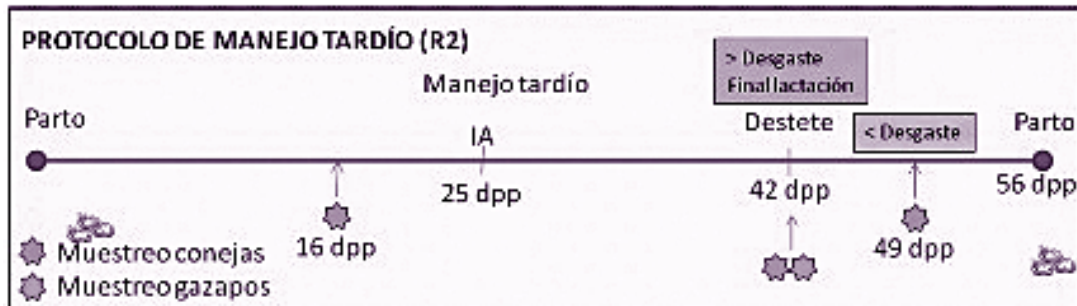 PROTOCOLO DE MANEJO TARDÍO (R2)
> Desgaste
Final lactación
Manejo tardío
Parto
IA
Destete
< Desgaste
Parto
25 dpp
42 dpp
56 dpp
16 dpp
49 dpp
Muestreo conejas
Muestreo gazapos